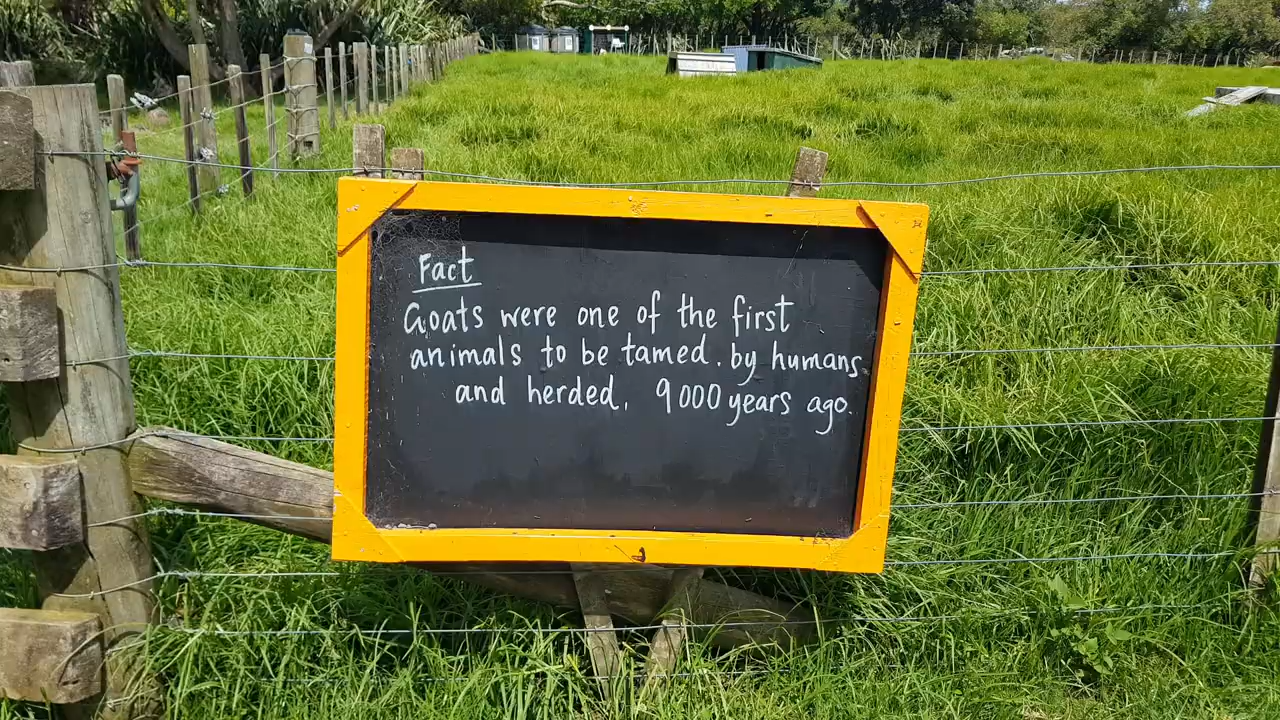 Fact
Goats were one of the first
animals to be tamed. by humans
and herded, 9000 years ago.